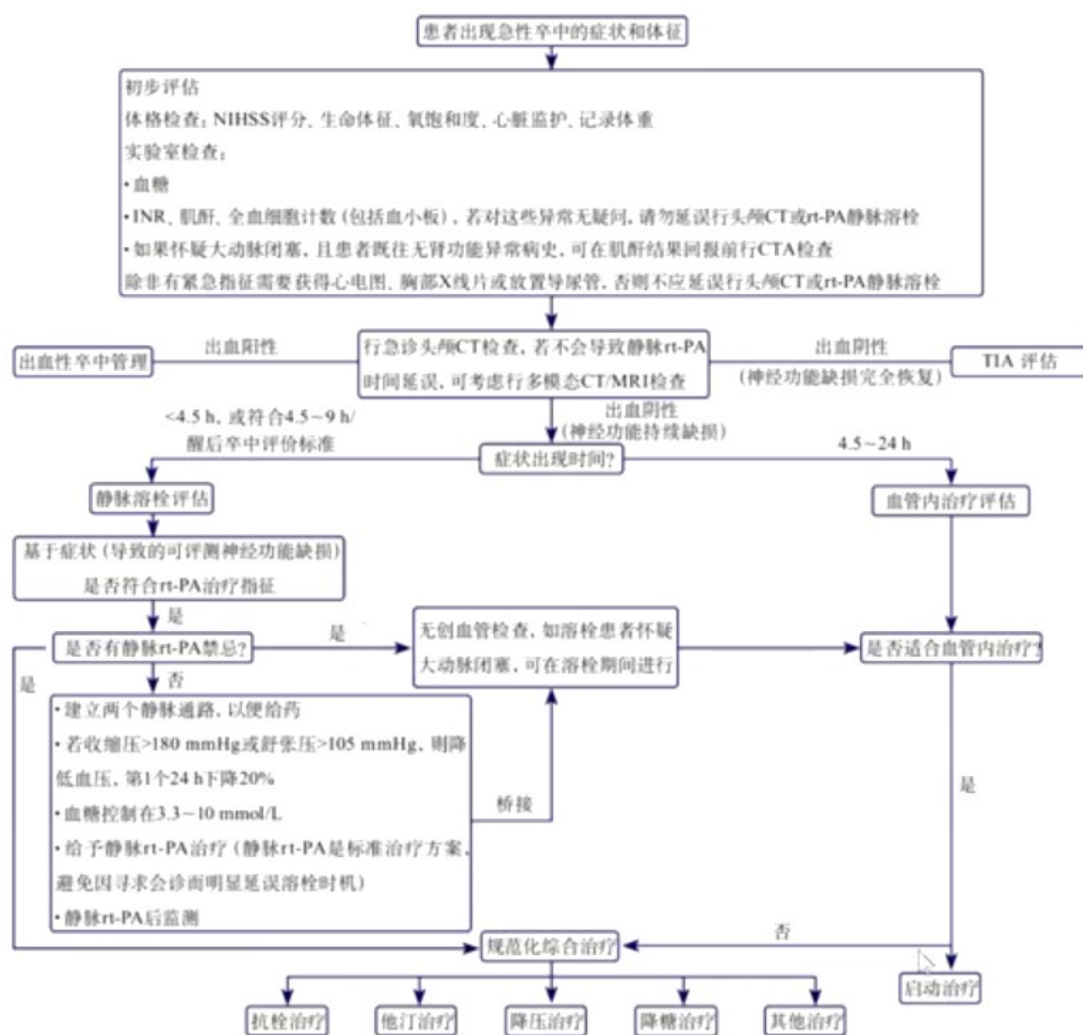 患者出现急性卒中的症状和体征
初步评估
体格检查：NIHSS评分、生命体征、氧饱和度、心脏监护、记录体重
实验室检查：
•血糖
•INR、肌酐、全血细胞计数(包括血小板)，若对这些异常无疑问，请勿延误行头颅CT或rt-PA静脉溶栓
•如果怀疑大动脉闭塞，且患者既往无肾功能异常病史，可在肌酐结果回报前行CTA检查
除非有紧急指征需要获得心电图、胸部X线片或放置导尿管，否则不应延误行头颅CT或rt-PA静脉溶栓
出血性卒中管理
出血阳性
行急诊头颅CT检查，若不会导致静脉rt-PA
时间延误，可考虑行多模态CT/MRI检查
出血阴性
(神经功能缺损完全恢复)
TIA 评估
<4.5 h，或符合4.5~9 h/
醒后卒中评价标准
出血阴性
(神经功能持续缺损)
症状出现时间？
4.5~24 h
静脉溶栓评估
血管内治疗评估
基于症状(导致的可评测神经功能缺损)
是否符合rt-PA治疗指征
是
是否有静脉rt-PA禁忌？
是
无创血管检查，如溶栓患者怀疑
大动脉闭塞，可在溶栓期间进行
是否适合血管内治疗？
是
否
•建立两个静脉通路，以便给药
•若收缩压>180 mmHg或舒张压>105 mmHg，则降
低血压，第1个24 h下降20%
•血糖控制在3.3~10 mmol/L
•给予静脉rt-PA治疗(静脉rt-PA是标准治疗方案，
避免因寻求会诊而明显延误溶栓时机)
•静脉rt-PA后监测
桥接
是
规范化综合治疗
否
启动治疗
抗栓治疗
他汀治疗
降压治疗
降糖治疗
其他治疗